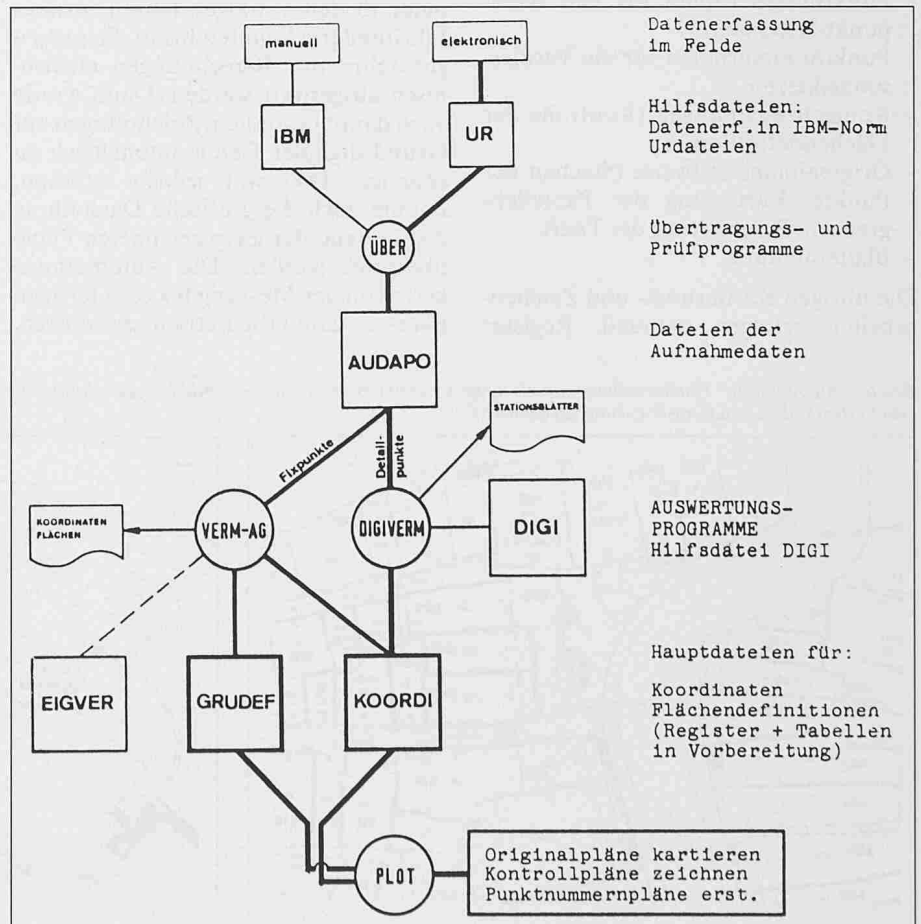 manuell
elektronisch
Datenerfassung
im Felde
IBM
UR
Hilfsdateien:
Datenerf.in IBM-Norm
Urdateien
ÜBER
Übertragungs- und
Prüfprogramme
AUDAPO
Dateien der
Aufnahmedaten
Fixpunkte
Detail-
punkte
STATIONSBLÄTTER
KOORDINATEN
FLÄCHEN
VERM-AG
DIGIVERM
DIGI
AUSWERTUNGS-
PROGRAMME
Hilfsdatei DIGI
EIGVER
GRUDEF
KOORDI
Hauptdateien für:
Koordinaten
Flächendefinitionen
(Register + Tabellen
in Vorbereitung)
PLOT
Originalpläne kartieren
Kontrollpläne zeichnen
Punktnummernpläne erst.